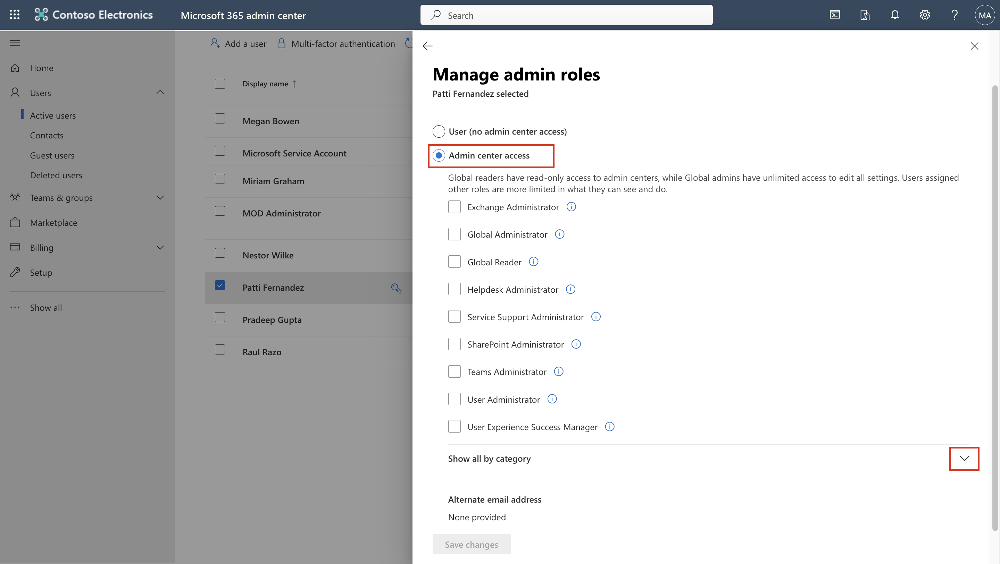 Contoso Electronics
Microsoft 365 admin center
Search
MA
Home
Users
Active users
Contacts
Guest users
Deleted users
Teams & groups
Marketplace
Billing
Setup
Show all
Add a user
Multi-factor authentication
Display name ↑
Megan Bowen
Microsoft Service Account
Miriam Graham
MOD Administrator
Nestor Wilke
Patti Fernandez
Pradeep Gupta
Raul Razo
Manage admin roles
Patti Fernandez selected
User (no admin center access)
Admin center access
Global readers have read-only access to admin centers, while Global admins have unlimited access to edit all settings. Users assigned
other roles are more limited in what they can see and do.
Exchange Administrator
Global Administrator
Global Reader
Helpdesk Administrator
Service Support Administrator
SharePoint Administrator
Teams Administrator
User Administrator
User Experience Success Manager
Show all by category
Alternate email address
None provided
Save changes